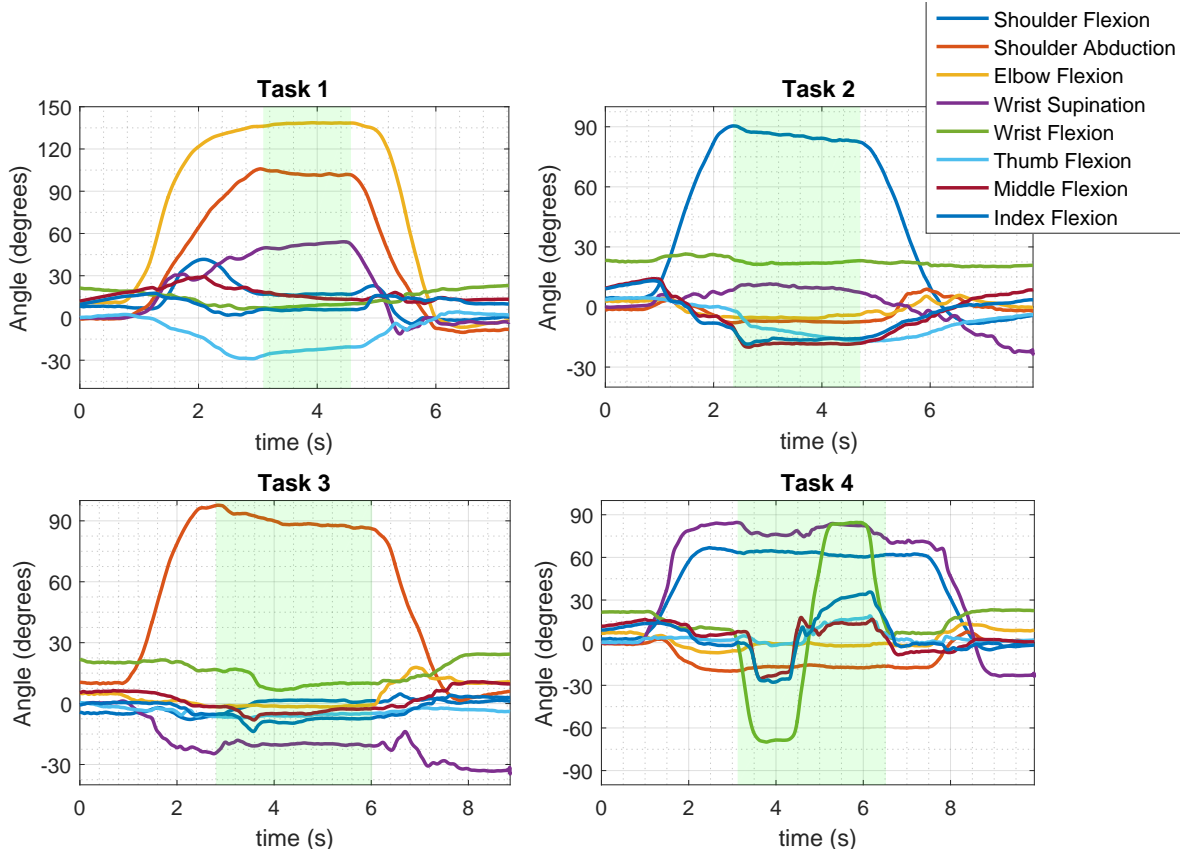 Shoulder Flexion
Shoulder Abduction
Elbow Flexion
Wrist Supination
Wrist Flexion
Thumb Flexion
Middle Flexion
Index Flexion
Task 1
Angle (degrees)
150
120
90
60
30
0
-30
0 2 4 6
time (s)
Task 2
Angle (degrees)
90
60
30
0
-30
0 2 4 6
time (s)
Task 3
Angle (degrees)
90
60
30
0
-30
0 2 4 6 8
time (s)
Task 4
Angle (degrees)
90
60
30
0
-30
-60
-90
0 2 4 6 8
time (s)